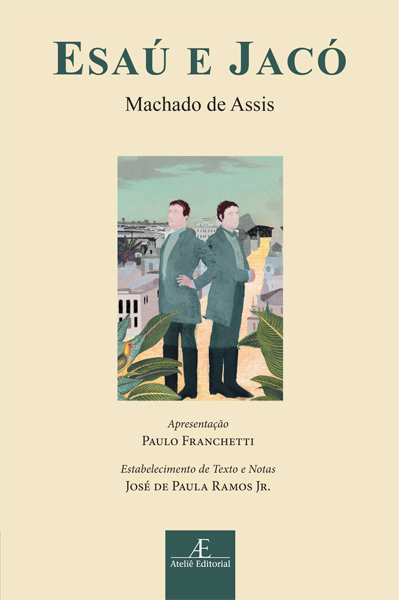 Esaú e Jacó
Machado de Assis
Apresentação
Paulo Franchetti
Estabelecimento de Texto e Notas
José de Paula Ramos Jr.
Æ
Ateliê Editorial